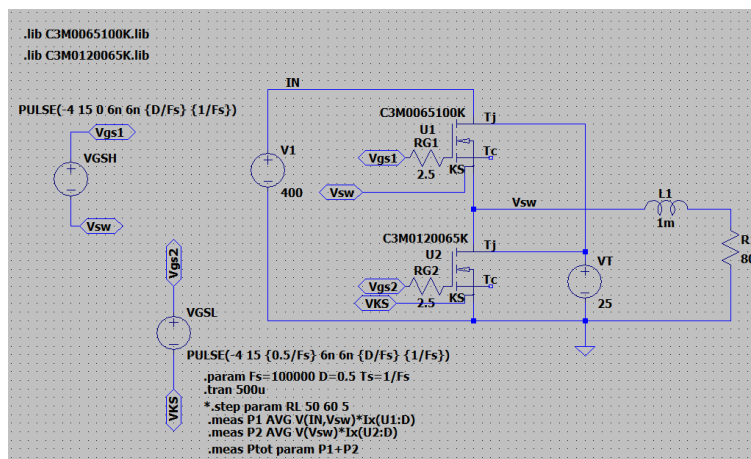 .lib C3M0065100K.lib
.lib C3M0120065K.lib
IN
PULSE(-4 15 0 6n 6n {D/Fs} {1/Fs})
Vgs1
VGSH
Vsw
V1
400
C3M0065100K
U1
Tj
Vgs1
RG1
2.5
Tc
KS
Vsw
Vsw
L1
1m
R
80
C3M0120065K
U2
Tj
Vgs2
RG2
2.5
Tc
KS
VKS
VT
25
Vgs2
VGSL
PULSE(-4 15 {0.5/Fs} 6n 6n {D/Fs} {1/Fs})
VKS
.param Fs=100000 D=0.5 Ts=1/Fs
.tran 500u
*.step param RL 50 60 5
.meas P1 AVG V(IN,Vsw)*Ix(U1:D)
.meas P2 AVG V(Vsw)*Ix(U2:D)
.meas Ptot param P1+P2